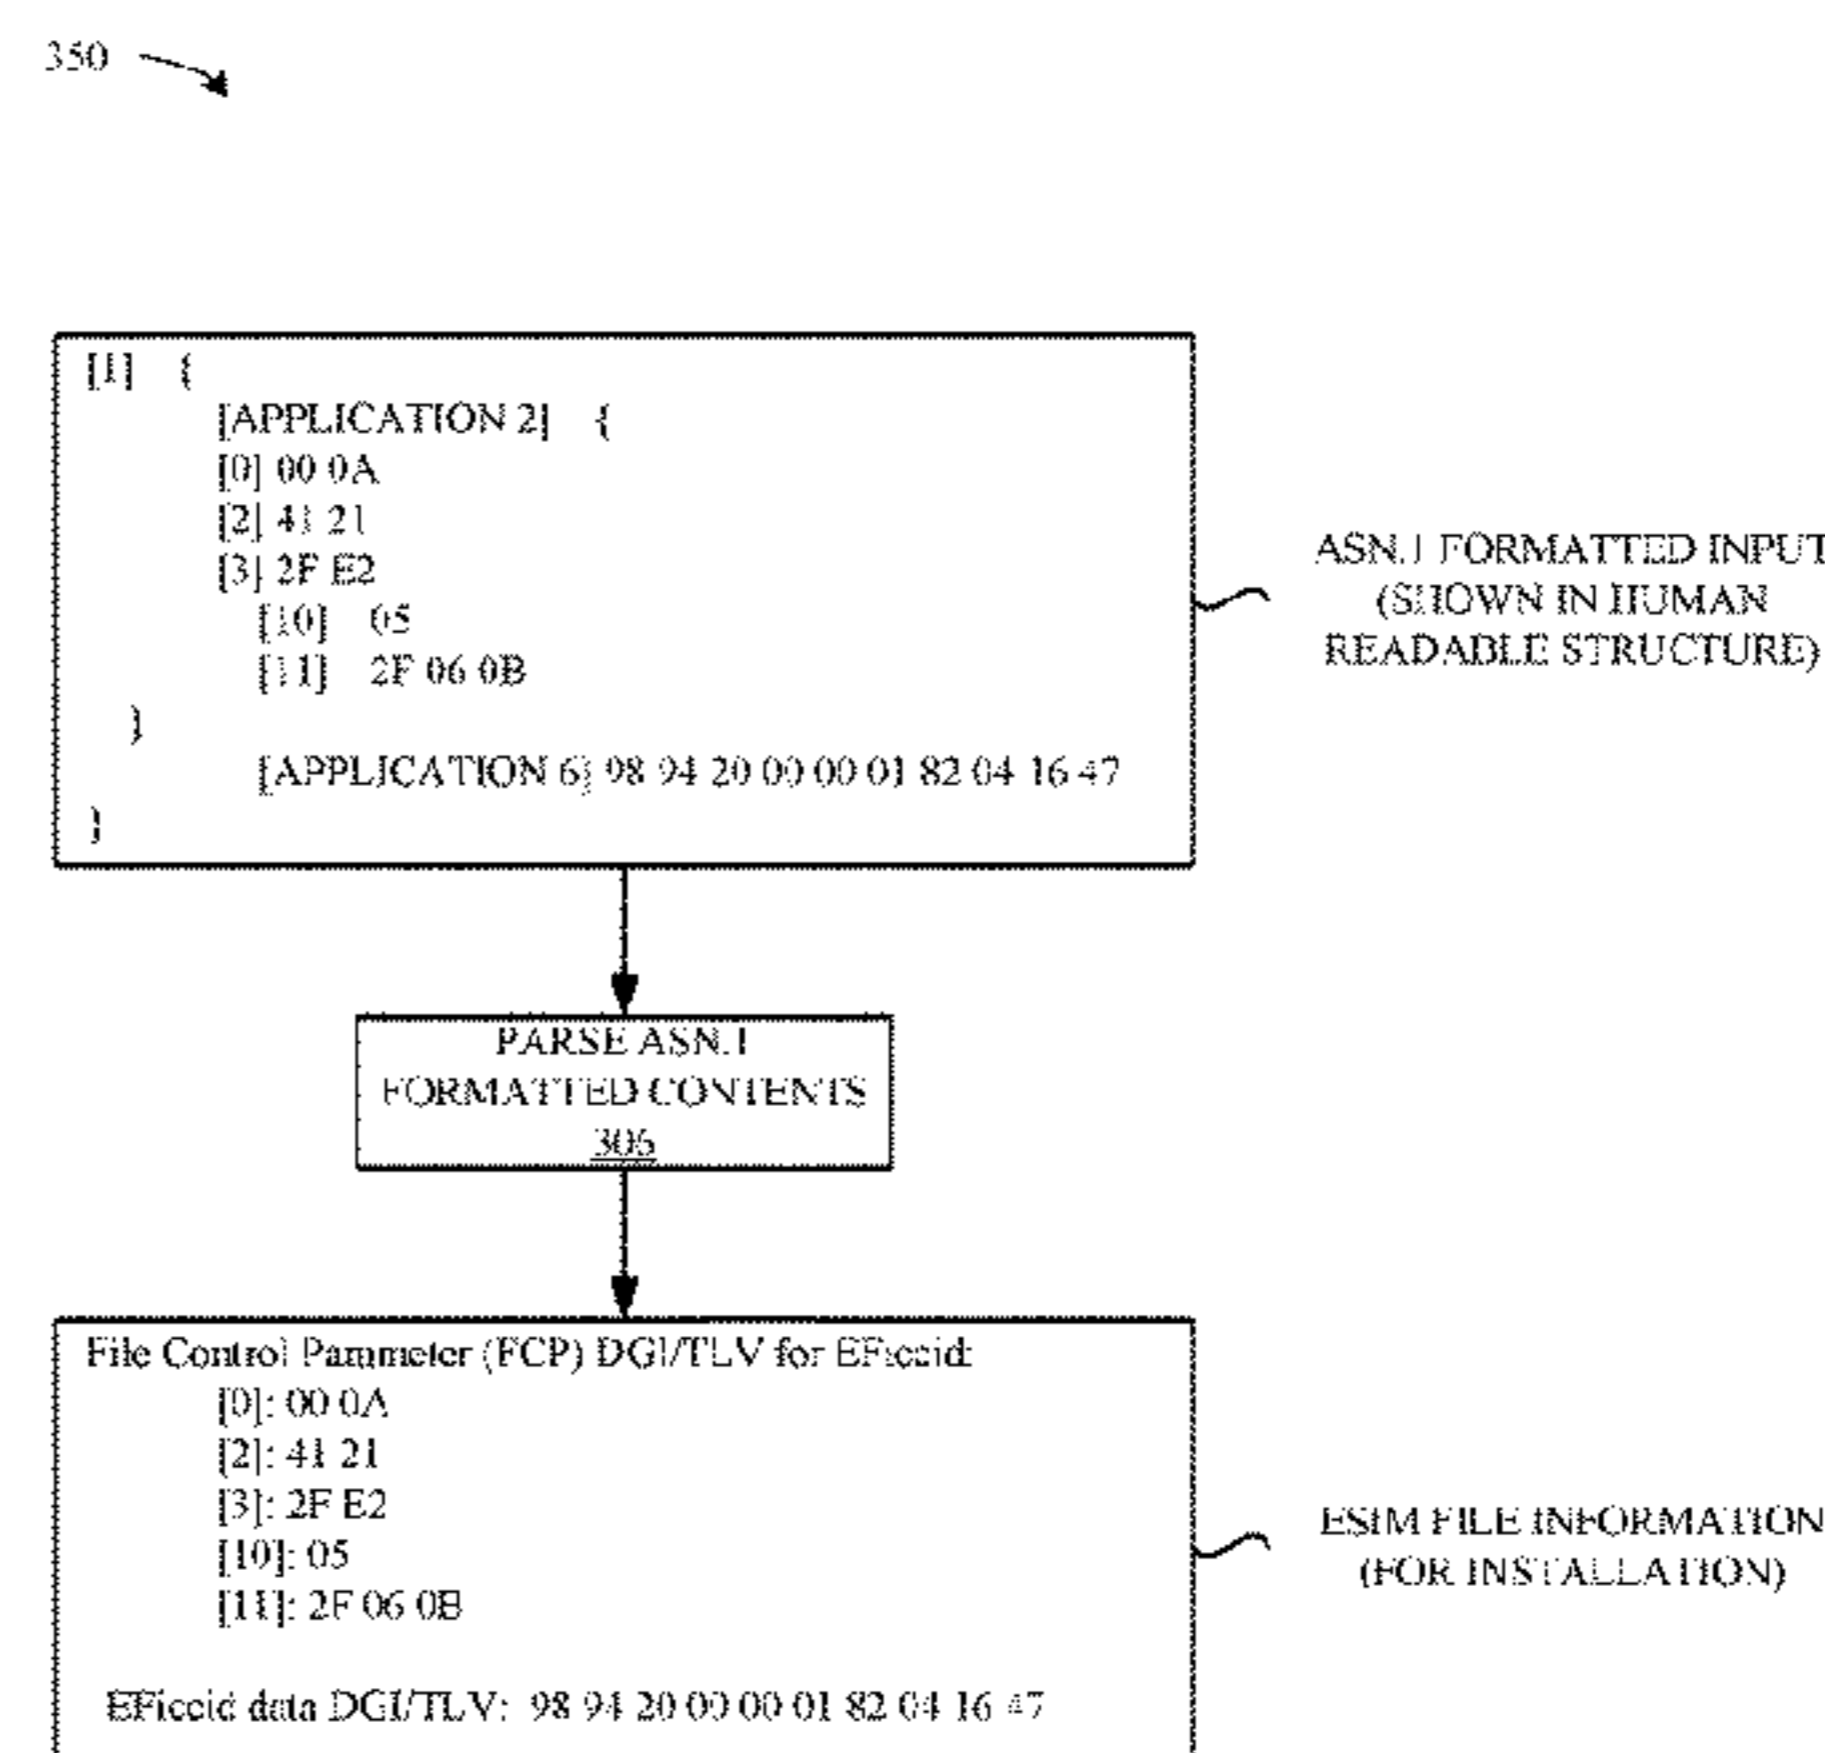 350
[1] {
[APPLICATION 2] {
[0] 00 0A
[2] 41 21
[3] 2F E2
[10] 05
[11] 2F 06 0B
}
[APPLICATION 6] 98 94 20 00 00 01 82 04 16 47
}
ASN.1 FORMATTED INPUT
(SHOWN IN HUMAN
READABLE STRUCTURE)
PARSE ASN.1
FORMATTED CONTENTS
306
File Control Parameter (FCP) DGI/TLV for EFiccid:
[0]: 00 0A
[2]: 41 21
[3]: 2F E2
[10]: 05
[11]: 2F 06 0B
EFiccid data DGI/TLV: 98 94 20 00 00 01 82 04 16 47
ESIM FILE INFORMATION
(FOR INSTALLATION)